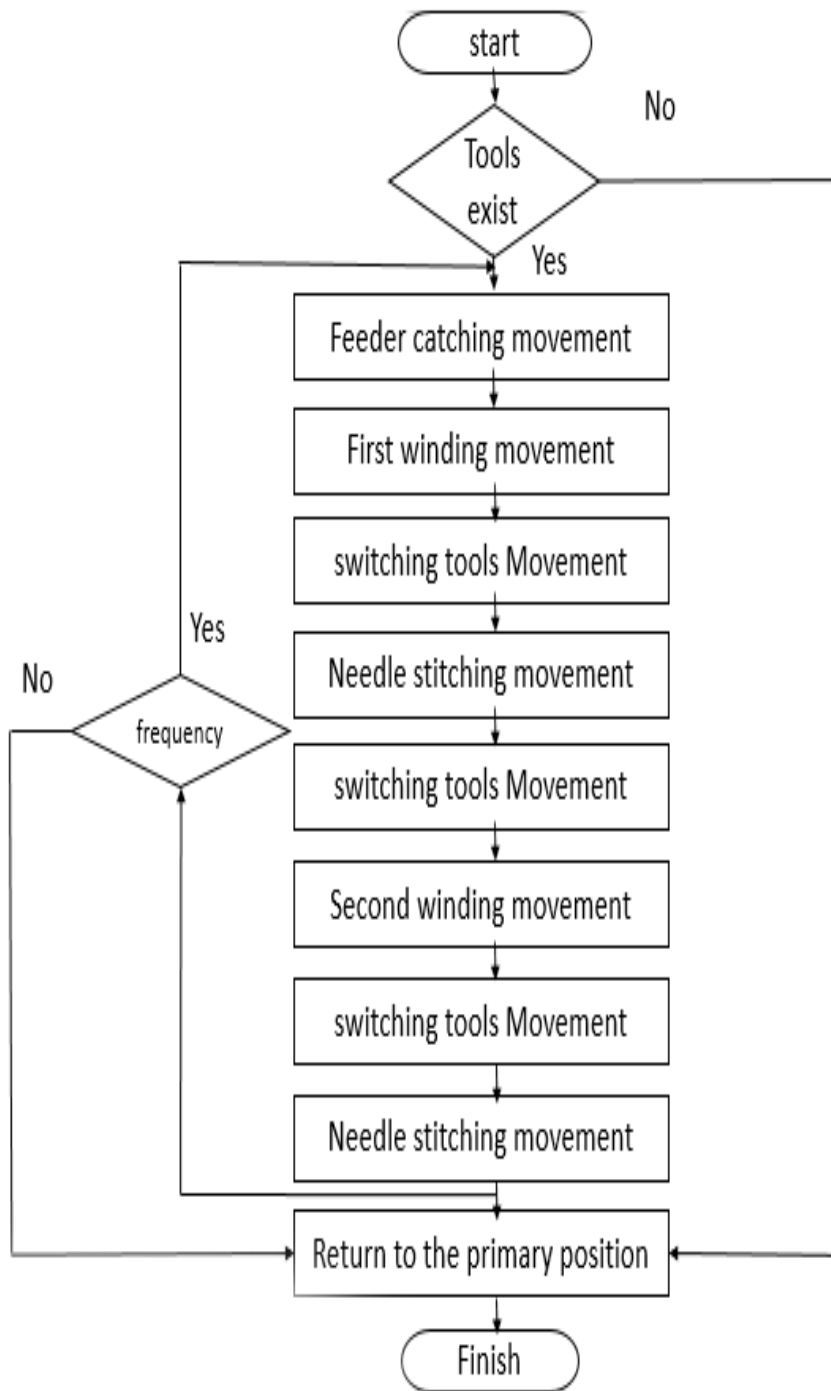 start
No
Tools
exist
Yes
Feeder catching movement
First winding movement
switching tools Movement
Yes
Needle stitching movement
No
frequency
switching tools Movement
Second winding movement
switching tools Movement
Needle stitching movement
Return to the primary position
Finish